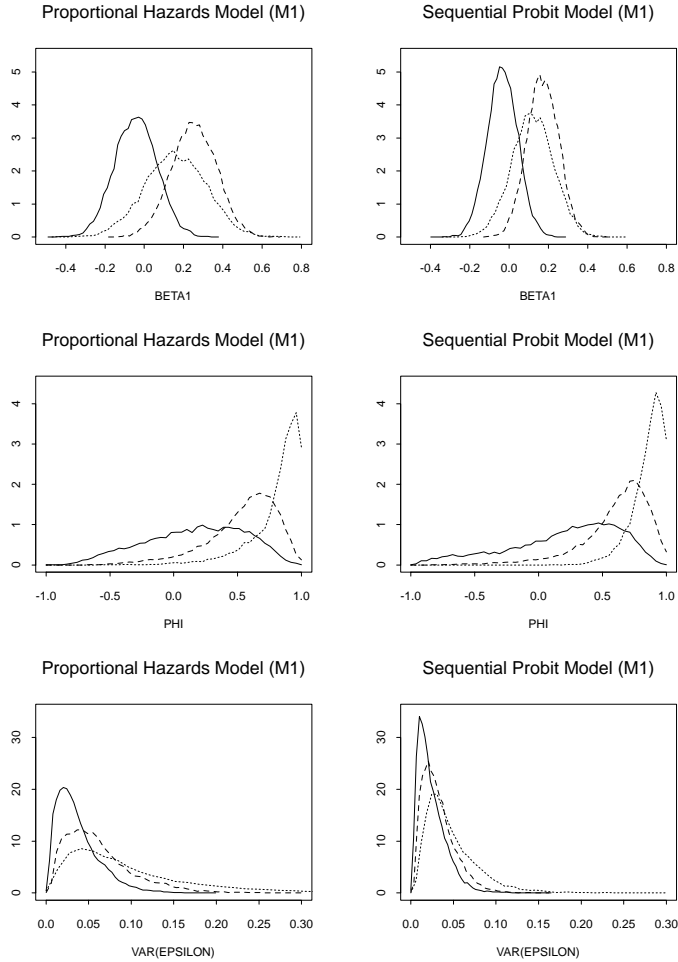 Proportional Hazards Model (M1)
Sequential Probit Model (M1)
5
4
3
2
1
0
-0.4 -0.2 0.0 0.2 0.4 0.6 0.8
BETA1
5
4
3
2
1
0
-0.4 -0.2 0.0 0.2 0.4 0.6 0.8
BETA1
Proportional Hazards Model (M1)
Sequential Probit Model (M1)
4
3
2
1
0
-1.0 -0.5 0.0 0.5 1.0
PHI
4
3
2
1
0
-1.0 -0.5 0.0 0.5 1.0
PHI
Proportional Hazards Model (M1)
Sequential Probit Model (M1)
30
20
10
0
0.0 0.05 0.10 0.15 0.20 0.25 0.30
VAR(EPSILON)
30
20
10
0
0.0 0.05 0.10 0.15 0.20 0.25 0.30
VAR(EPSILON)